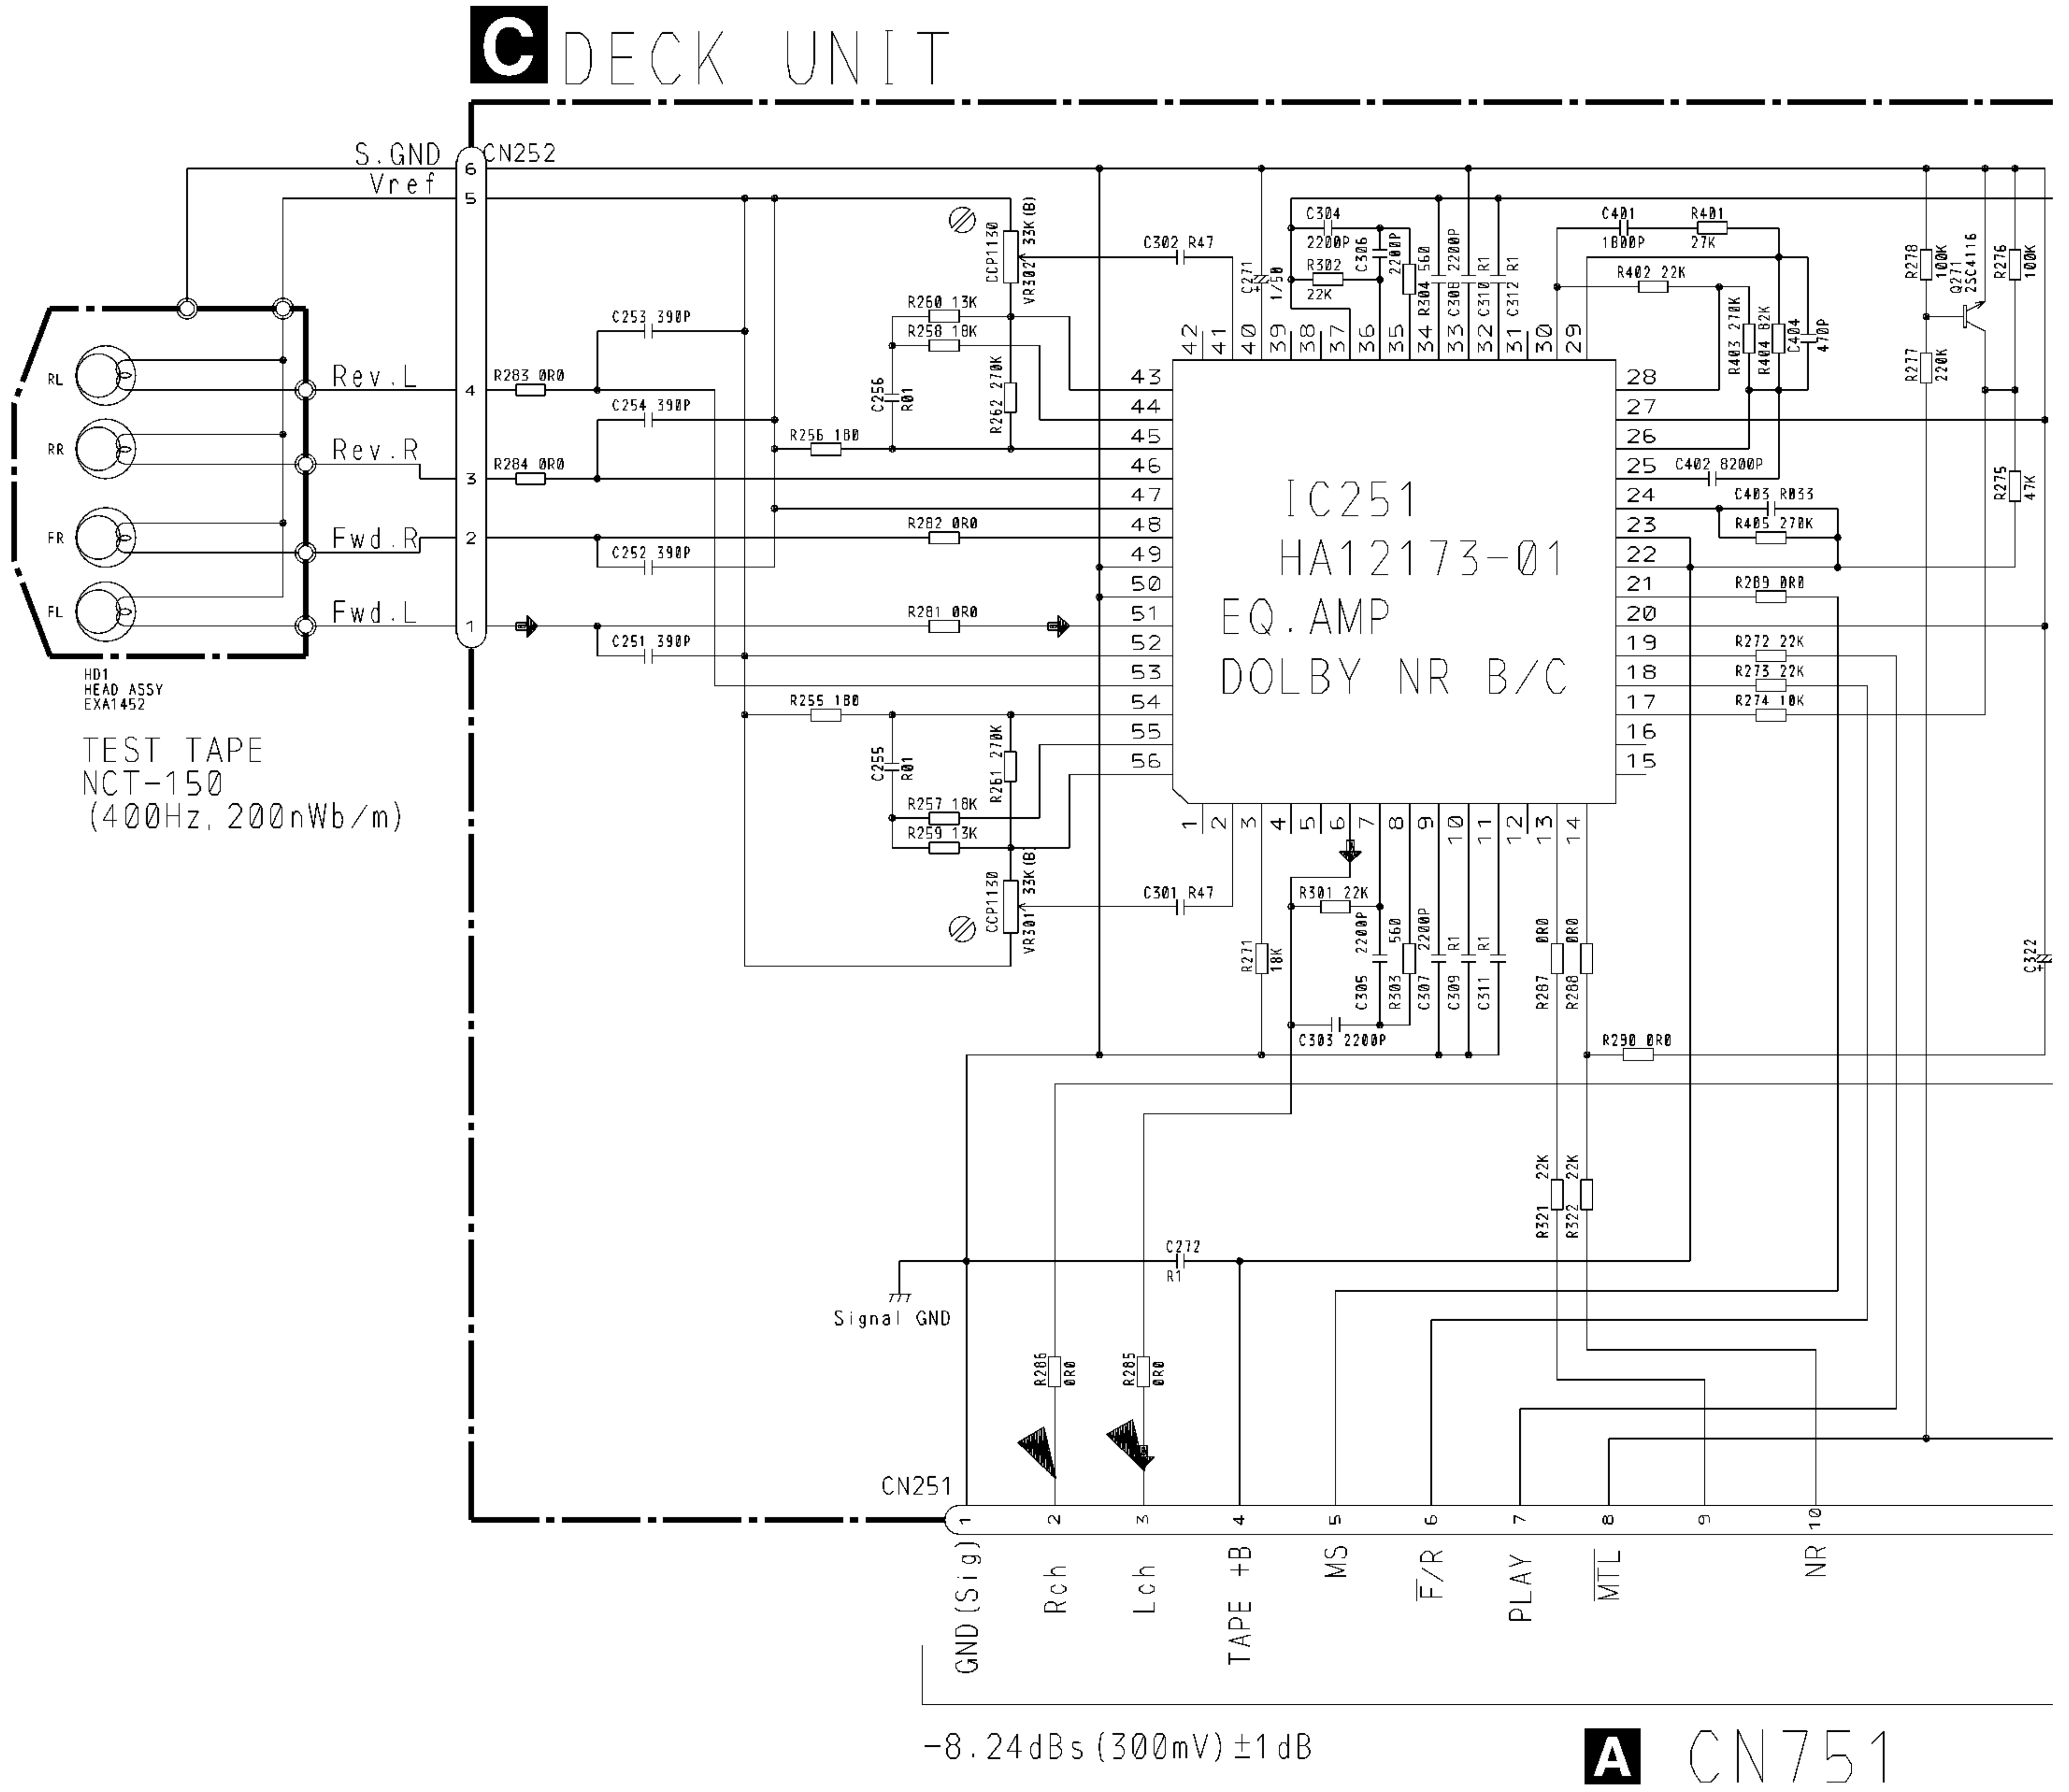 C DECK UNIT
S.GND
CN252
Vref
6
5
4
3
2
1
Rev.L
Rev.R
Fwd.R
Fwd.L
RL
RR
FR
FL
HD1
HEAD ASSY
EXA1452
TEST TAPE
NCT-150
(400Hz, 200nWb/m)
R283 0R0
R284 0R0
C253 390P
C254 390P
C252 390P
C251 390P
R256 180
R255 180
R260 13K
R258 18K
C256
R01
R262 270K
CCP1130
VR302
33K(B)
C302 R47
R282 0R0
R281 0R0
C255
R01
R261 270K
R257 18K
R259 13K
CCP1130
VR301
33K(B)
C301 R47
C271
1/50
C304
2200P
R302
22K
C306
2200P
R304 560
C308 2200P
C310 R1
C312 R1
C401
1800P
R401
27K
R402 22K
R403 270K
R404 82K
C404
470P
R278
100K
Q271
2SC4116
R276
100K
R277
220K
R275
47K
42
41
40
39
38
37
36
35
34
33
32
31
30
29
43
44
45
46
47
48
49
50
51
52
53
54
55
56
28
27
26
25
24
23
22
21
20
19
18
17
16
15
1
2
3
4
5
6
7
8
9
10
11
12
13
14
IC251
HA12173-01
EQ.AMP
DOLBY NR B/C
C402 8200P
C403 R033
R405 270K
R289 0R0
R272 22K
R273 22K
R274 10K
R271
18K
R301 22K
C305 2200P
R303 560
C307 2200P
C309 R1
C311 R1
C303 2200P
R287 0R0
R288 0R0
R290 0R0
C322
R321 22K
R322 22K
C272
R1
Signal GND
R286
0R0
R285
0R0
CN251
1
2
3
4
5
6
7
8
9
10
GND(Sig)
Rch
Lch
TAPE +B
MS
F/R
PLAY
MTL
NR
-8.24dBs(300mV)±1dB
A CN751